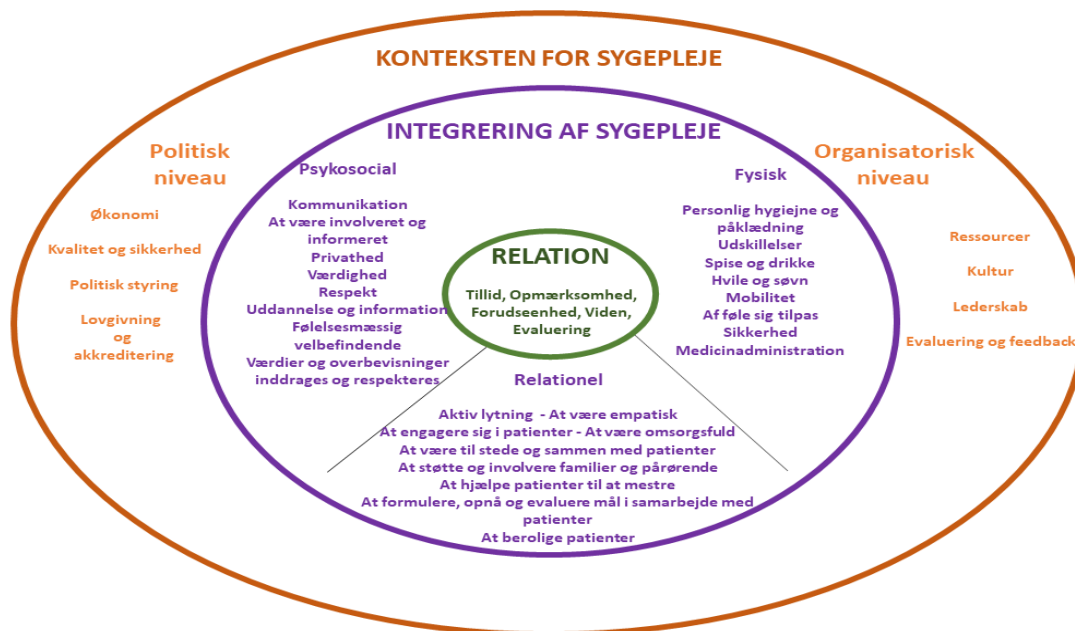 KONTEKSTEN FOR SYGEPLEJE
INTEGRERING AF SYGEPLEJE
Politisk
niveau
Økonomi
Kvalitet og sikkerhed
Politisk styring
Lovgivning
og
akkreditering
Psykosocial
Kommunikation
At være involveret og
informeret
Privathed
Værdighed
Respekt
Uddannelse og information
Følelsesmæssig
velbefindende
Værdier og overbevisninger
inddrages og respekteres
RELATION
Tillid, Opmærksomhed,
Forudseenhed, Viden,
Evaluering
Fysisk
Personlig hygiejne og
påklædning
Udskillelser
Spise og drikke
Hvile og søvn
Mobilitet
Af føle sig tilpas
Sikkerhed
Medicinadministration
Organisatorisk
niveau
Ressourcer
Kultur
Lederskab
Evaluering og feedback
Relationel
Aktiv lytning - At være empatisk
At engagere sig i patienter - At være omsorgsfuld
At være til stede og sammen med patienter
At støtte og involvere familier og pårørende
At hjælpe patienter til at mestre
At formulere, opnå og evaluere mål i samarbejde med
patienter
At berolige patienter